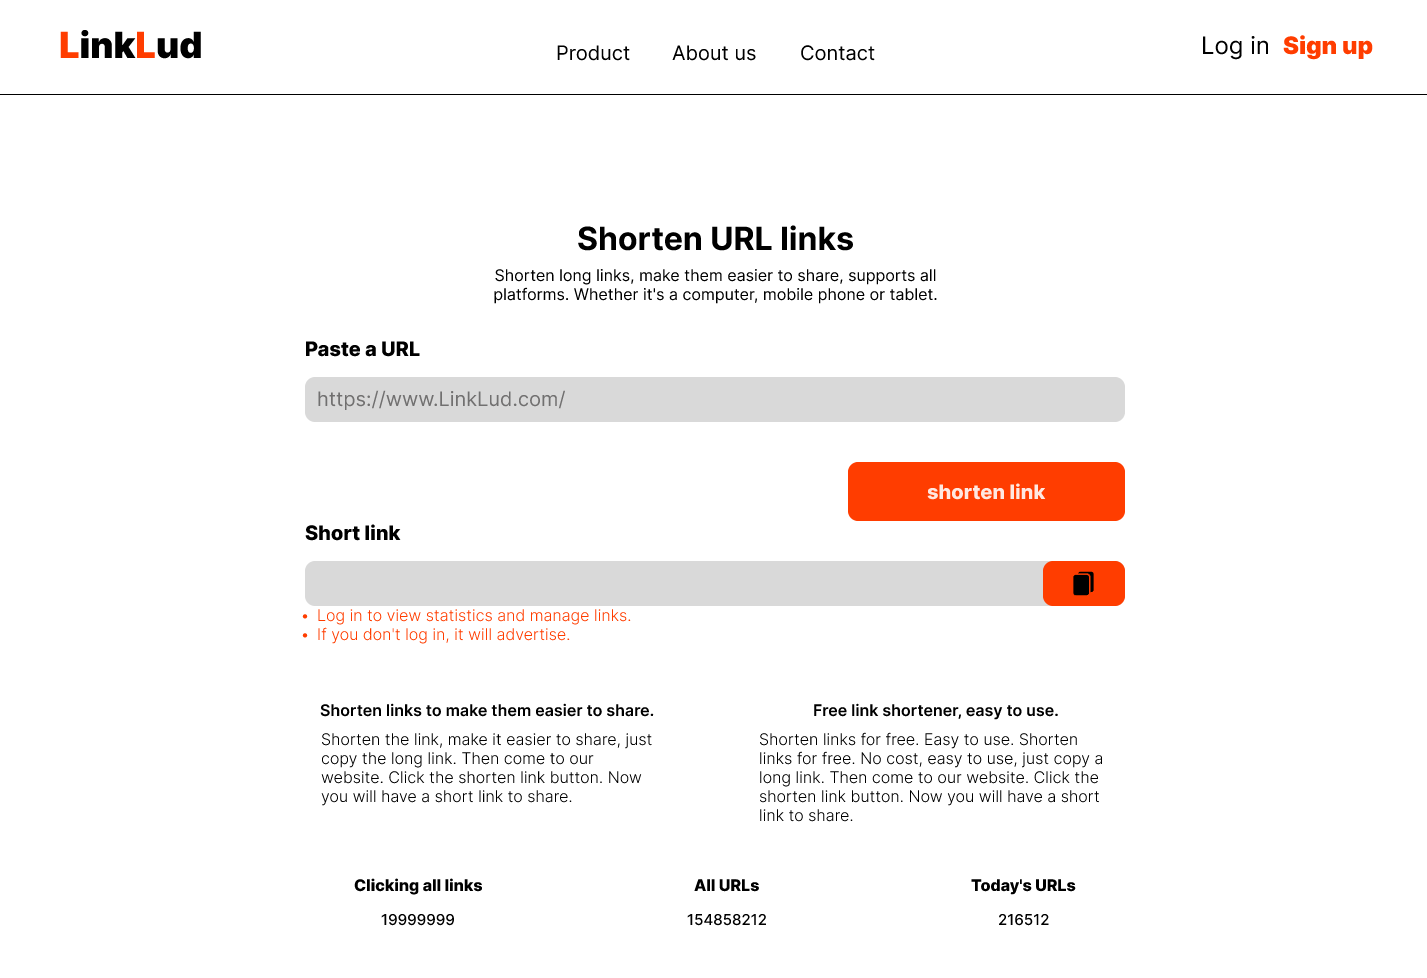 LinkLud
Product About us Contact
Log in Sign up
Shorten URL links
Shorten long links, make them easier to share, supports all
platforms. Whether it's a computer, mobile phone or tablet.
Paste a URL
https://www.LinkLud.com/
shorten link
Short link
• Log in to view statistics and manage links.
• If you don't log in, it will advertise.
Shorten links to make them easier to share.
Shorten the link, make it easier to share, just
copy the long link. Then come to our
website. Click the shorten link button. Now
you will have a short link to share.
Free link shortener, easy to use.
Shorten links for free. Easy to use. Shorten
links for free. No cost, easy to use, just copy a
long link. Then come to our website. Click the
shorten link button. Now you will have a short
link to share.
Clicking all links
19999999
All URLs
154858212
Today's URLs
216512